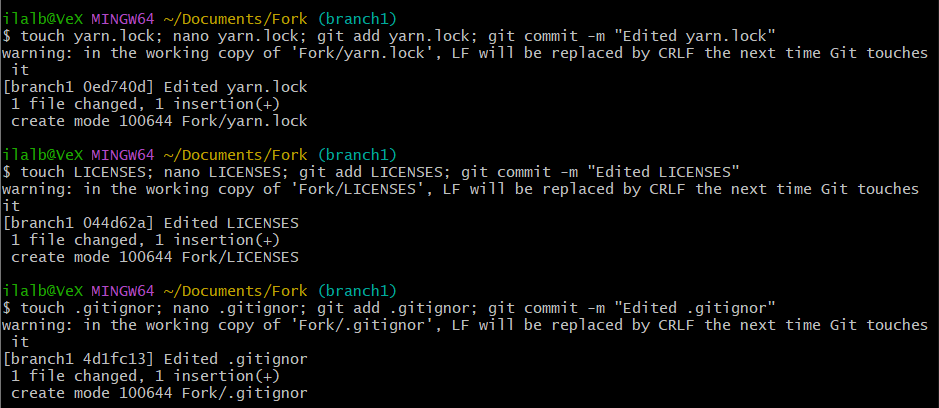 ilalb@VeX MINGW64 ~/Documents/Fork (branch1)
$ touch yarn.lock; nano yarn.lock; git add yarn.lock; git commit -m "Edited yarn.lock"
warning: in the working copy of 'Fork/yarn.lock', LF will be replaced by CRLF the next time Git touches
 it
[branch1 0ed740d] Edited yarn.lock
 1 file changed, 1 insertion(+)
 create mode 100644 Fork/yarn.lock
ilalb@VeX MINGW64 ~/Documents/Fork (branch1)
$ touch LICENSES; nano LICENSES; git add LICENSES; git commit -m "Edited LICENSES"
warning: in the working copy of 'Fork/LICENSES', LF will be replaced by CRLF the next time Git touches
it
[branch1 044d62a] Edited LICENSES
 1 file changed, 1 insertion(+)
 create mode 100644 Fork/LICENSES
ilalb@VeX MINGW64 ~/Documents/Fork (branch1)
$ touch .gitignor; nano .gitignor; git add .gitignor; git commit -m "Edited .gitignor"
warning: in the working copy of 'Fork/.gitignor', LF will be replaced by CRLF the next time Git touches
 it
[branch1 4d1fc13] Edited .gitignor
 1 file changed, 1 insertion(+)
 create mode 100644 Fork/.gitignor